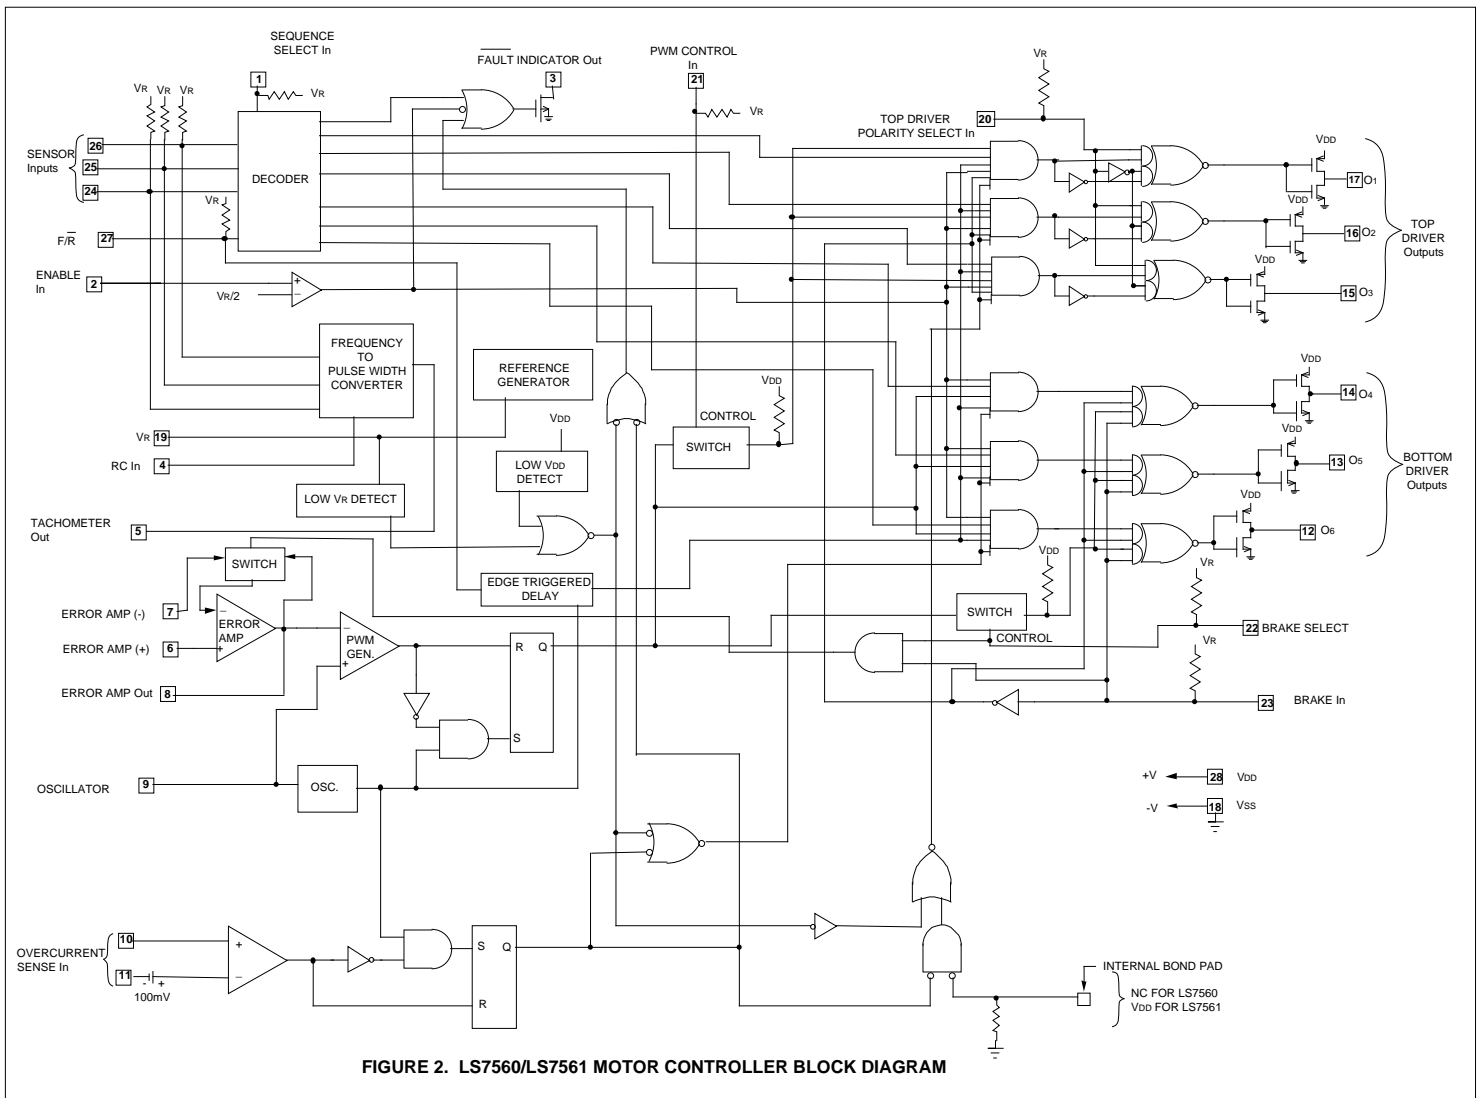 SEQUENCE
SELECT In
FAULT INDICATOR Out
PWM CONTROL
In
1
3
21
VR
VR
VR
VR
VR
VR
20
TOP DRIVER
POLARITY SELECT In
SENSOR
Inputs
26
25
24
DECODER
VR
F/R
27
ENABLE
In
2
VR/2
+
–
VDD
17
O1
VDD
16
O2
VDD
15
O3
TOP
DRIVER
Outputs
FREQUENCY
TO
PULSE WIDTH
CONVERTER
REFERENCE
GENERATOR
VDD
VDD
CONTROL
SWITCH
VR
19
RC In
4
LOW VDD
DETECT
LOW VR DETECT
VDD
14
O4
VDD
13
O5
VDD
12
O6
BOTTOM
DRIVER
Outputs
TACHOMETER
Out
5
SWITCH
EDGE TRIGGERED
DELAY
VDD
SWITCH
CONTROL
VR
22
BRAKE SELECT
VR
23
BRAKE In
ERROR AMP (-)
7
ERROR AMP (+)
6
ERROR AMP Out
8
–
ERROR
AMP
+
–
PWM
GEN.
+
R
Q
S
OSCILLATOR
9
OSC.
+V
28
VDD
-V
18
VSS
OVERCURRENT
SENSE In
10
11
- +
100mV
+
–
S
Q
R
INTERNAL BOND PAD
NC FOR LS7560
VDD FOR LS7561
FIGURE 2. LS7560/LS7561 MOTOR CONTROLLER BLOCK DIAGRAM